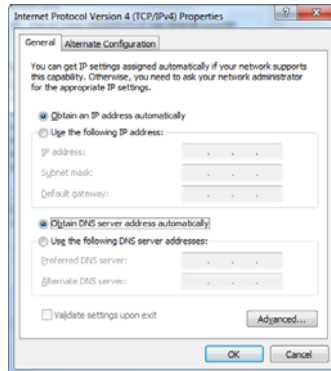 Internet Protocol Version 4 (TCP/IPv4) Properties
General
Alternate Configuration
You can get IP settings assigned automatically if your network supports
this capability. Otherwise, you need to ask your network administrator
for the appropriate IP settings.
Obtain an IP address automatically
Use the following IP address:
IP address:
Subnet mask:
Default gateway:
Obtain DNS server address automatically
Use the following DNS server addresses:
Preferred DNS server:
Alternate DNS server:
Validate settings upon exit
Advanced...
OK
Cancel